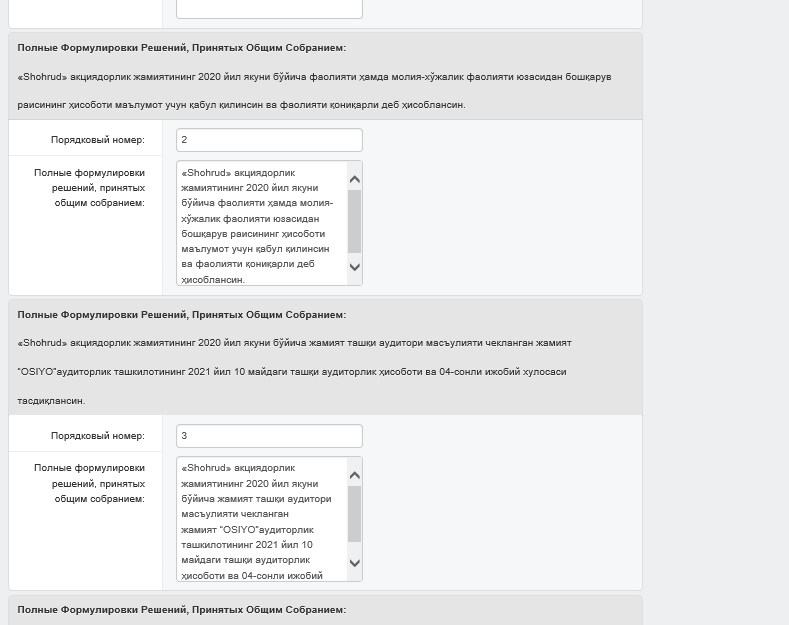 Полные Формулировки Решений, Принятых Общим Собранием:
«Shohrud» акциядорлик жамиятининг 2020 йил якуни бўйича фаолияти ҳамда молия-хўжалик фаолияти юзасидан бошқарув
раисининг ҳисоботи маълумот учун қабул қилинсин ва фаолияти қониқарли деб ҳисоблансин.
Порядковый номер:
2
Полные формулировки
решений, принятых
общим собранием:
«Shohrud» акциядорлик
жамиятининг 2020 йил якуни
бўйича фаолияти ҳамда молия-
хўжалик фаолияти юзасидан
бошқарув раисининг ҳисоботи
маълумот учун қабул қилинсин
ва фаолияти қониқарли деб
ҳисоблансин.
Полные Формулировки Решений, Принятых Общим Собранием:
«Shohrud» акциядорлик жамиятининг 2020 йил якуни бўйича жамият ташқи аудитори масъулияти чекланган жамият
“OSIYO”аудиторлик ташкилотининг 2021 йил 10 майдаги ташқи аудиторлик ҳисоботи ва 04-сонли ижобий хулосаси
тасдиқлансин.
Порядковый номер:
3
Полные формулировки
решений, принятых
общим собранием:
«Shohrud» акциядорлик
жамиятининг 2020 йил якуни
бўйича жамият ташқи аудитори
масъулияти чекланган
жамият “OSIYO”аудиторлик
ташкилотининг 2021 йил 10
майдаги ташқи аудиторлик
ҳисоботи ва 04-сонли ижобий
Полные Формулировки Решений, Принятых Общим Собранием: